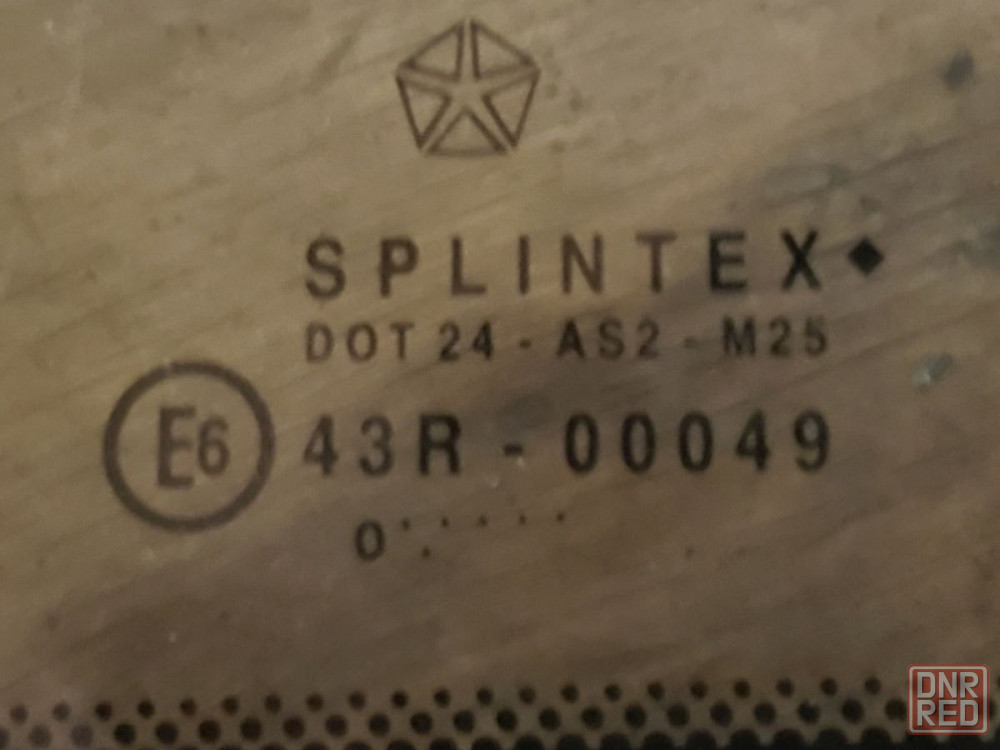 SPLINTEX
DOT 24 - AS2 - M25
E6 43R - 00049
0
DNR
RED